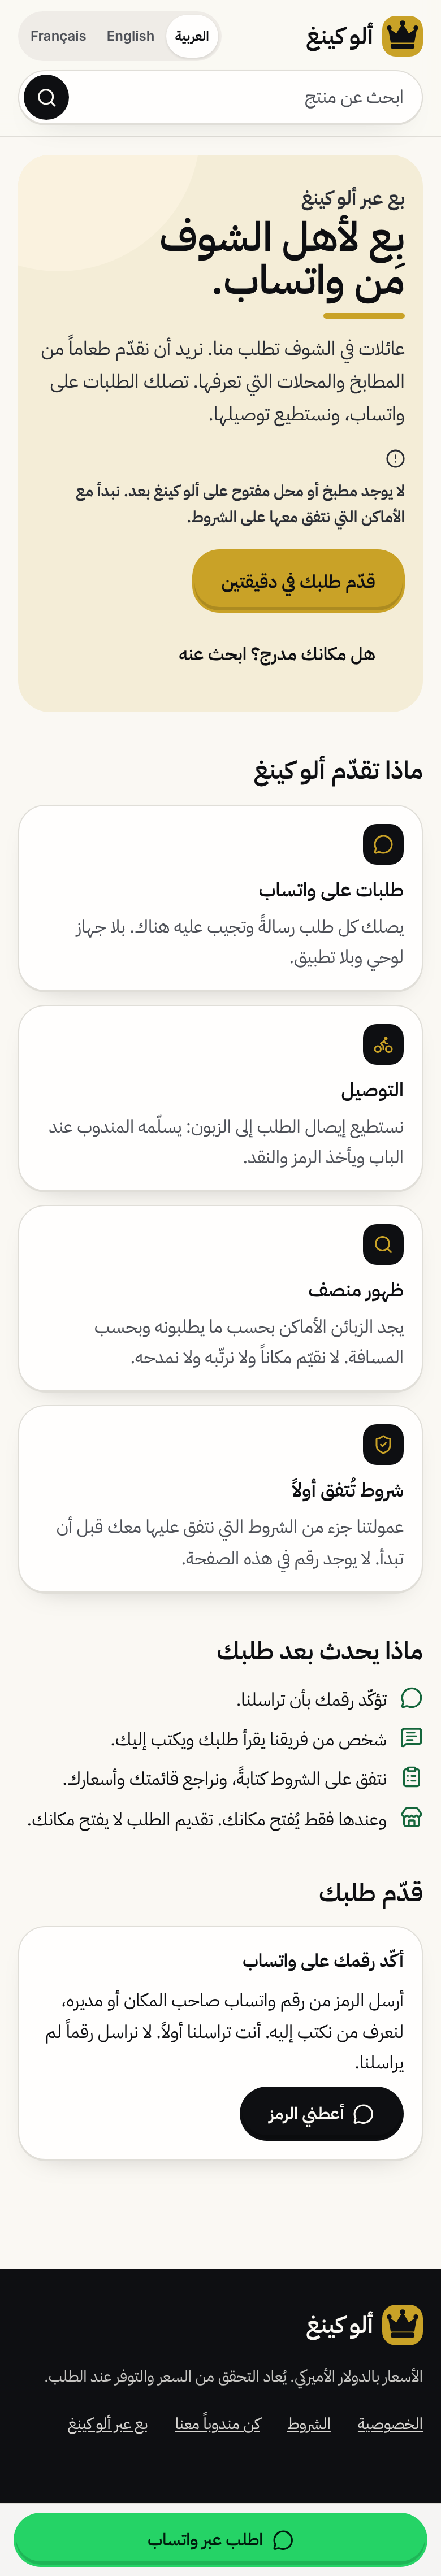 ألو كينغ
العربية English Français
ابحث عن منتج
بع عبر ألو كينغ
بِع لأهل الشوف
من واتساب.
عائلات في الشوف تطلب منا. نريد أن نقدّم طعاماً من
المطابخ والمحلات التي تعرفها. تصلك الطلبات على
واتساب، ونستطيع توصيلها.
لا يوجد مطبخ أو محل مفتوح على ألو كينغ بعد. نبدأ مع
الأماكن التي نتفق معها على الشروط.
قدّم طلبك في دقيقتين
هل مكانك مدرج؟ ابحث عنه
ماذا تقدّم ألو كينغ
طلبات على واتساب
يصلك كل طلب رسالةً وتجيب عليه هناك. بلا جهاز
لوحي وبلا تطبيق.
التوصيل
نستطيع إيصال الطلب إلى الزبون: يسلّمه المندوب عند
الباب ويأخذ الرمز والنقد.
ظهور منصف
يجد الزبائن الأماكن بحسب ما يطلبونه وبحسب
المسافة. لا نقيّم مكاناً ولا نرتّبه ولا نمدحه.
شروط تُتفق أولاً
عمولتنا جزء من الشروط التي نتفق عليها معك قبل أن
تبدأ. لا يوجد رقم في هذه الصفحة.
ماذا يحدث بعد طلبك
تؤكّد رقمك بأن تراسلنا.
شخص من فريقنا يقرأ طلبك ويكتب إليك.
نتفق على الشروط كتابةً، ونراجع قائمتك وأسعارك.
وعندها فقط يُفتح مكانك. تقديم الطلب لا يفتح مكانك.
قدّم طلبك
أكّد رقمك على واتساب
أرسل الرمز من رقم واتساب صاحب المكان أو مديره،
لنعرف من نكتب إليه. أنت تراسلنا أولاً. لا نراسل رقماً لم
يراسلنا.
أعطني الرمز
ألو كينغ
الأسعار بالدولار الأميركي. يُعاد التحقق من السعر والتوفر عند الطلب.
الخصوصية الشروط كن مندوباً معنا بع عبر ألو كينغ
اطلب عبر واتساب